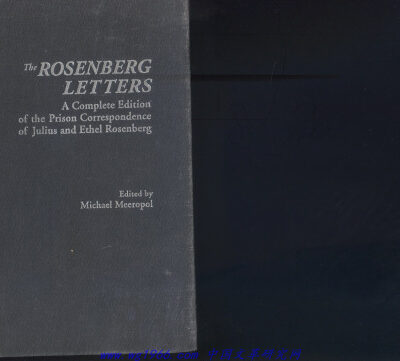 The ROSENBERG
LETTERS
A Complete Edition
of the Prison Correspondence
of Julius and Ethel Rosenberg
Edited by
Michael Meeropol